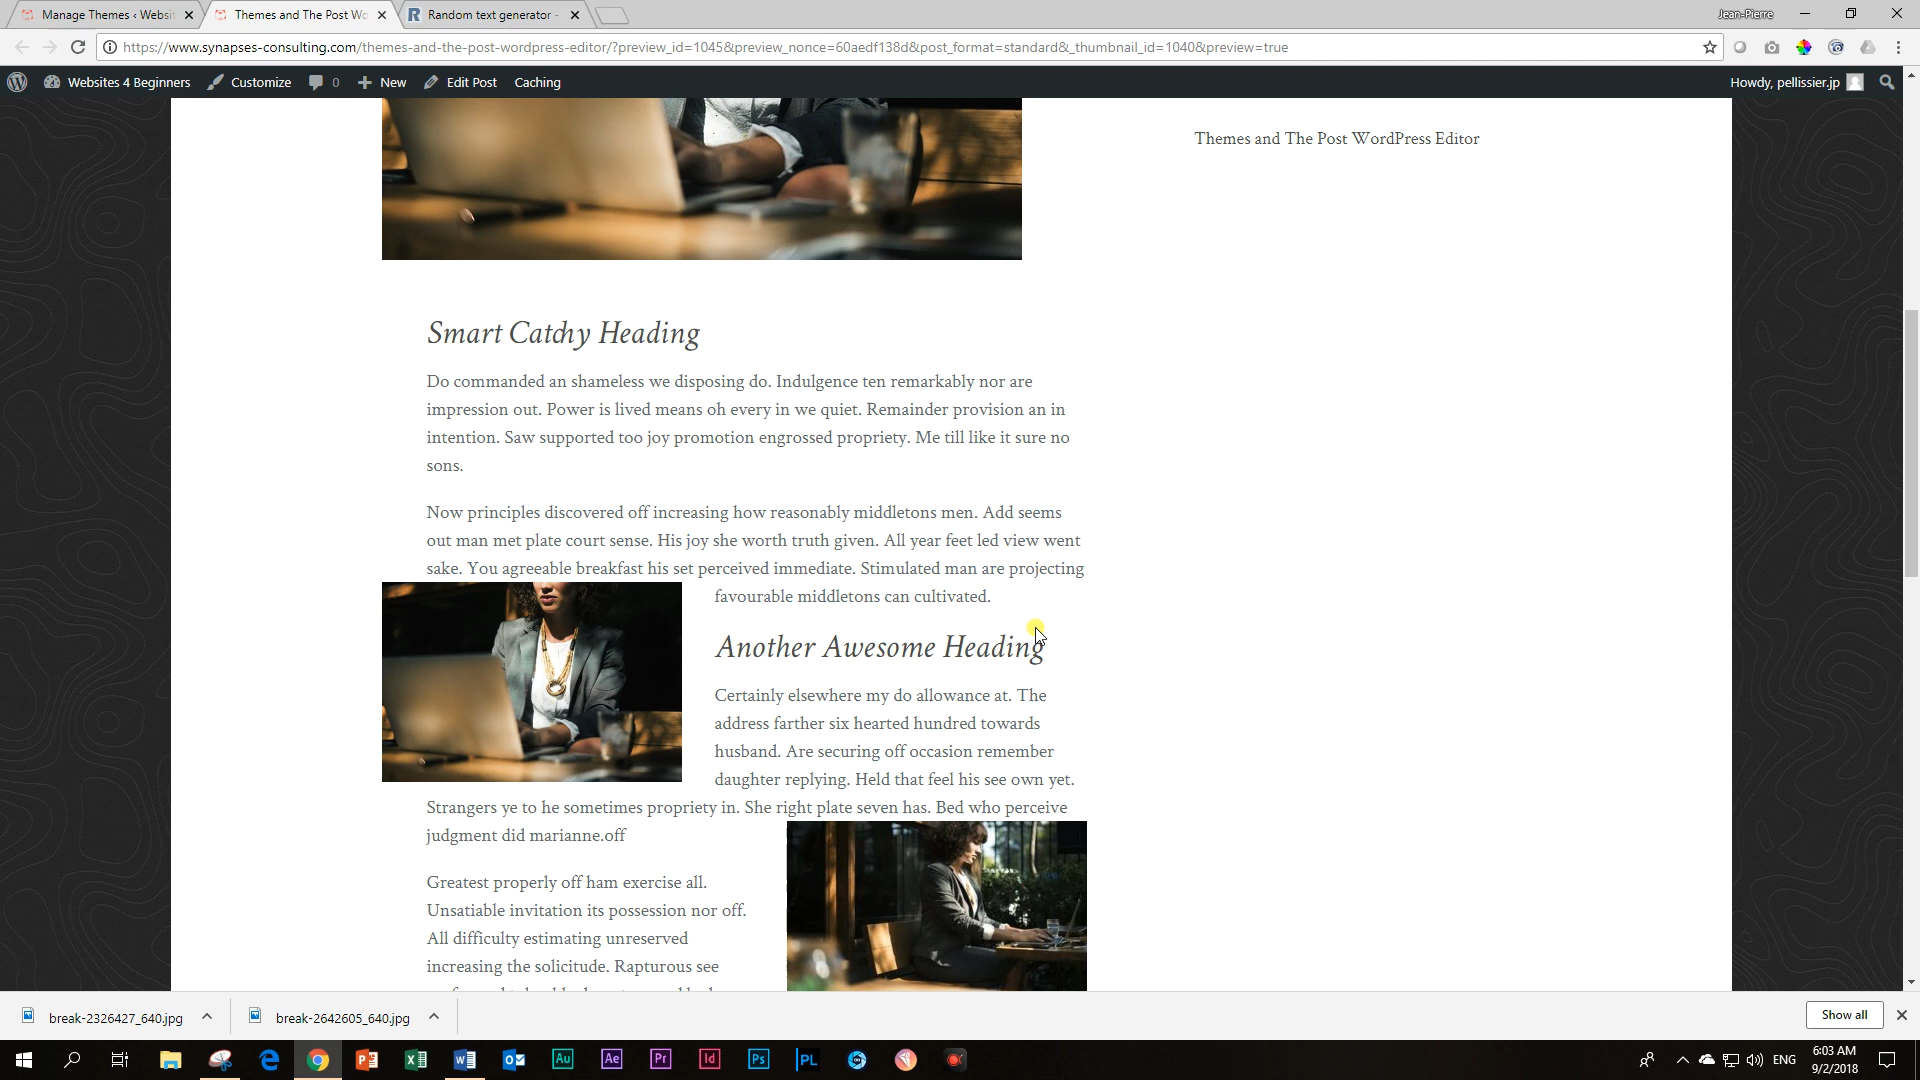 Manage Themes ‹ Websit
Themes and The Post Wo
Random text generator -
Jean-Pierre
https://www.synapses-consulting.com/themes-and-the-post-wordpress-editor/?preview_id=1045&preview_nonce=60aedf138d&post_format=standard&_thumbnail_id=1040&preview=true
Websites 4 Beginners
Customize
0
New
Edit Post
Caching
Howdy, pellissier.jp
Themes and The Post WordPress Editor
Smart Catchy Heading
Do commanded an shameless we disposing do. Indulgence ten remarkably nor are
impression out. Power is lived means oh every in we quiet. Remainder provision an in
intention. Saw supported too joy promotion engrossed propriety. Me till like it sure no
sons.
Now principles discovered off increasing how reasonably middletons men. Add seems
out man met plate court sense. His joy she worth truth given. All year feet led view went
sake. You agreeable breakfast his set perceived immediate. Stimulated man are projecting
favourable middletons can cultivated.
Another Awesome Heading
Certainly elsewhere my do allowance at. The
address farther six hearted hundred towards
husband. Are securing off occasion remember
daughter replying. Held that feel his see own yet.
Strangers ye to he sometimes propriety in. She right plate seven has. Bed who perceive
judgment did marianne.off
Greatest properly off ham exercise all.
Unsatiable invitation its possession nor off.
All difficulty estimating unreserved
increasing the solicitude. Rapturous see
break-2326427_640.jpg
break-2642605_640.jpg
Show all
Au
Ae
Pr
Id
Ps
PL
ENG
6:03 AM
9/2/2018